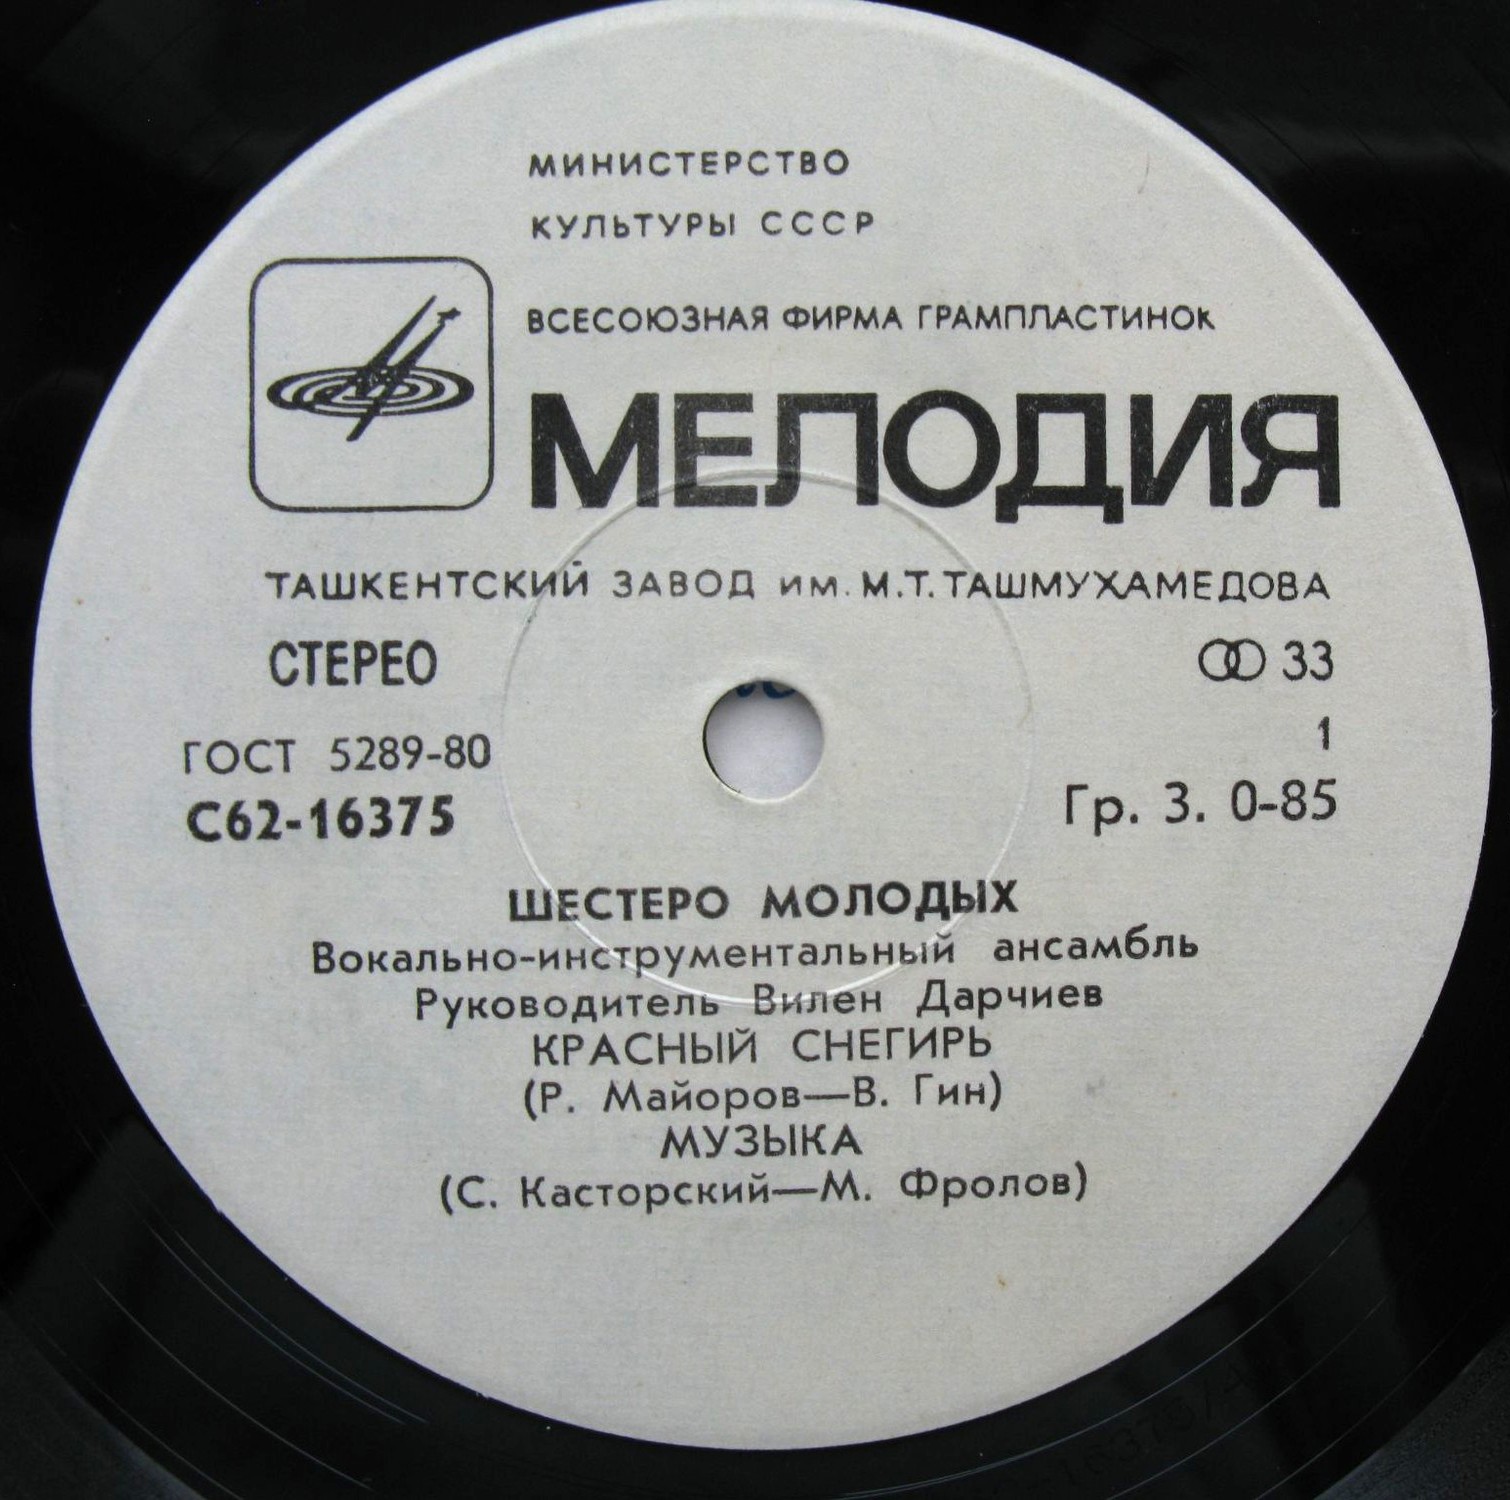 МИНИСТЕРСТВО
КУЛЬТУРЫ СССР
ВСЕСОЮЗНАЯ ФИРМА ГРАМПЛАСТИНОК
МЕЛОДИЯ
ТАШКЕНТСКИЙ ЗАВОД им. М.Т.ТАШМУХАМЕДОВА
СТЕРЕО 33
1
ГОСТ 5289-80
С62-16375
Гр. 3. 0-85
ШЕСТЕРО МОЛОДЫХ
Вокально-инструментальный ансамбль
Руководитель Вилен Дарчиев
КРАСНЫЙ СНЕГИРЬ
(Р. Майоров—В. Гин)
МУЗЫКА
(С. Касторский—М. Фролов)